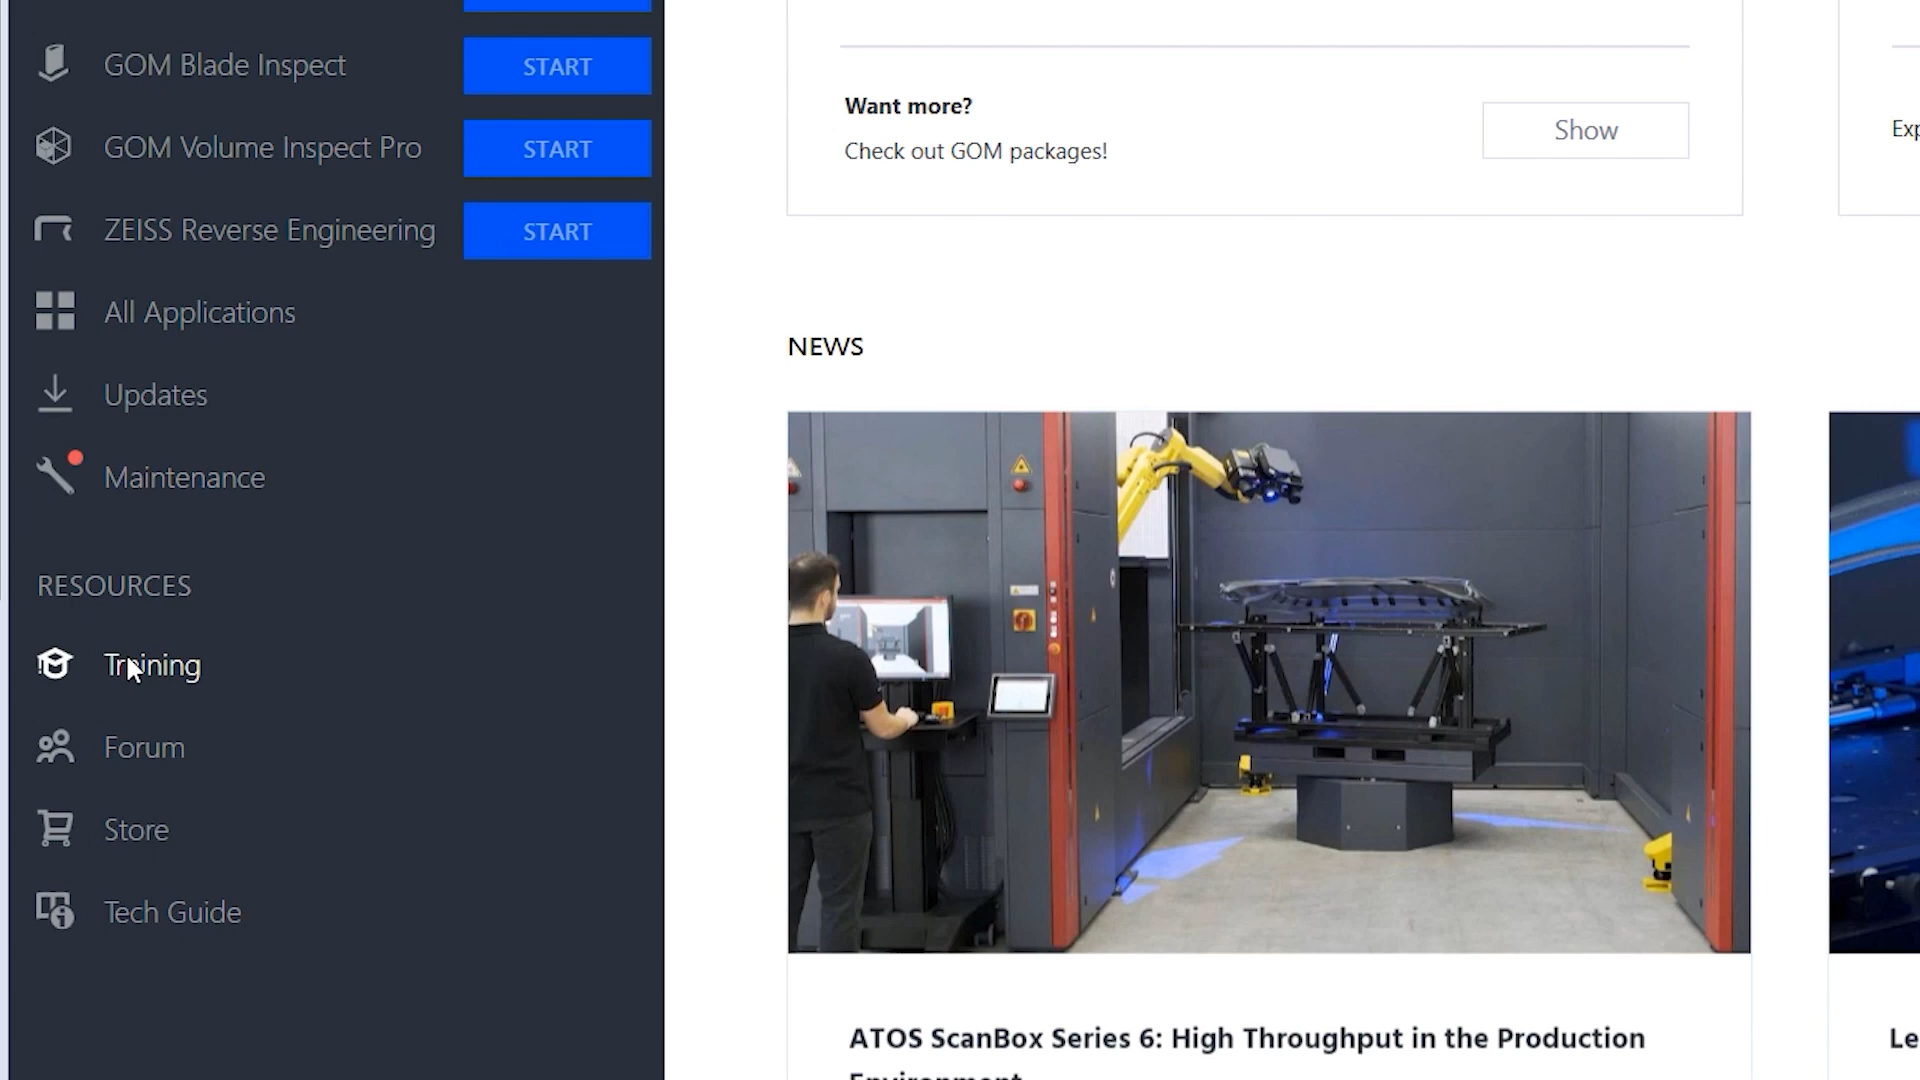 GOM Blade Inspect
START
GOM Volume Inspect Pro
START
ZEISS Reverse Engineering
START
All Applications
Updates
Maintenance
RESOURCES
Training
Forum
Store
Tech Guide
Want more?
Check out GOM packages!
Show
NEWS
ATOS ScanBox Series 6: High Throughput in the Production
Environment